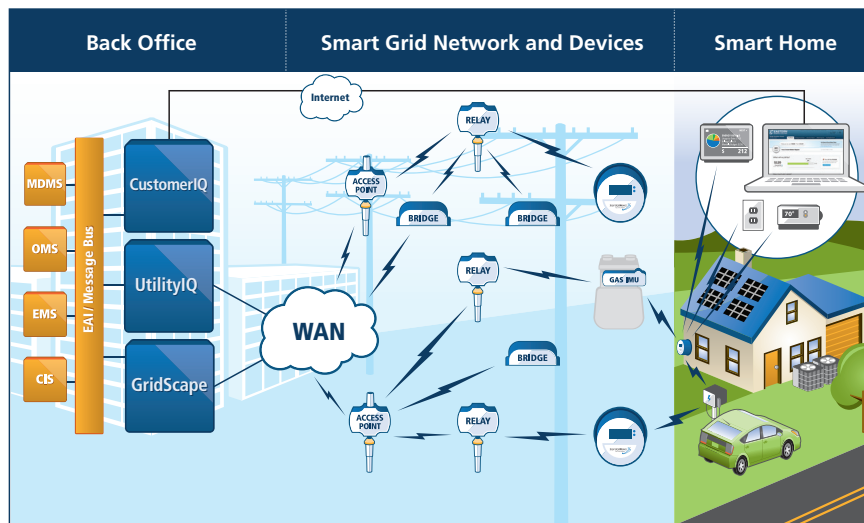 Back Office
Smart Grid Network and Devices
Smart Home
Internet
RELAY
MDMS
OMS
EMS
CIS
EAI / Message Bus
CustomerIQ
UtilityIQ
GridScape
WAN
ACCESS
POINT
BRIDGE
BRIDGE
RELAY
GAS IMU
BRIDGE
ACCESS
POINT
RELAY
$ 212
70°